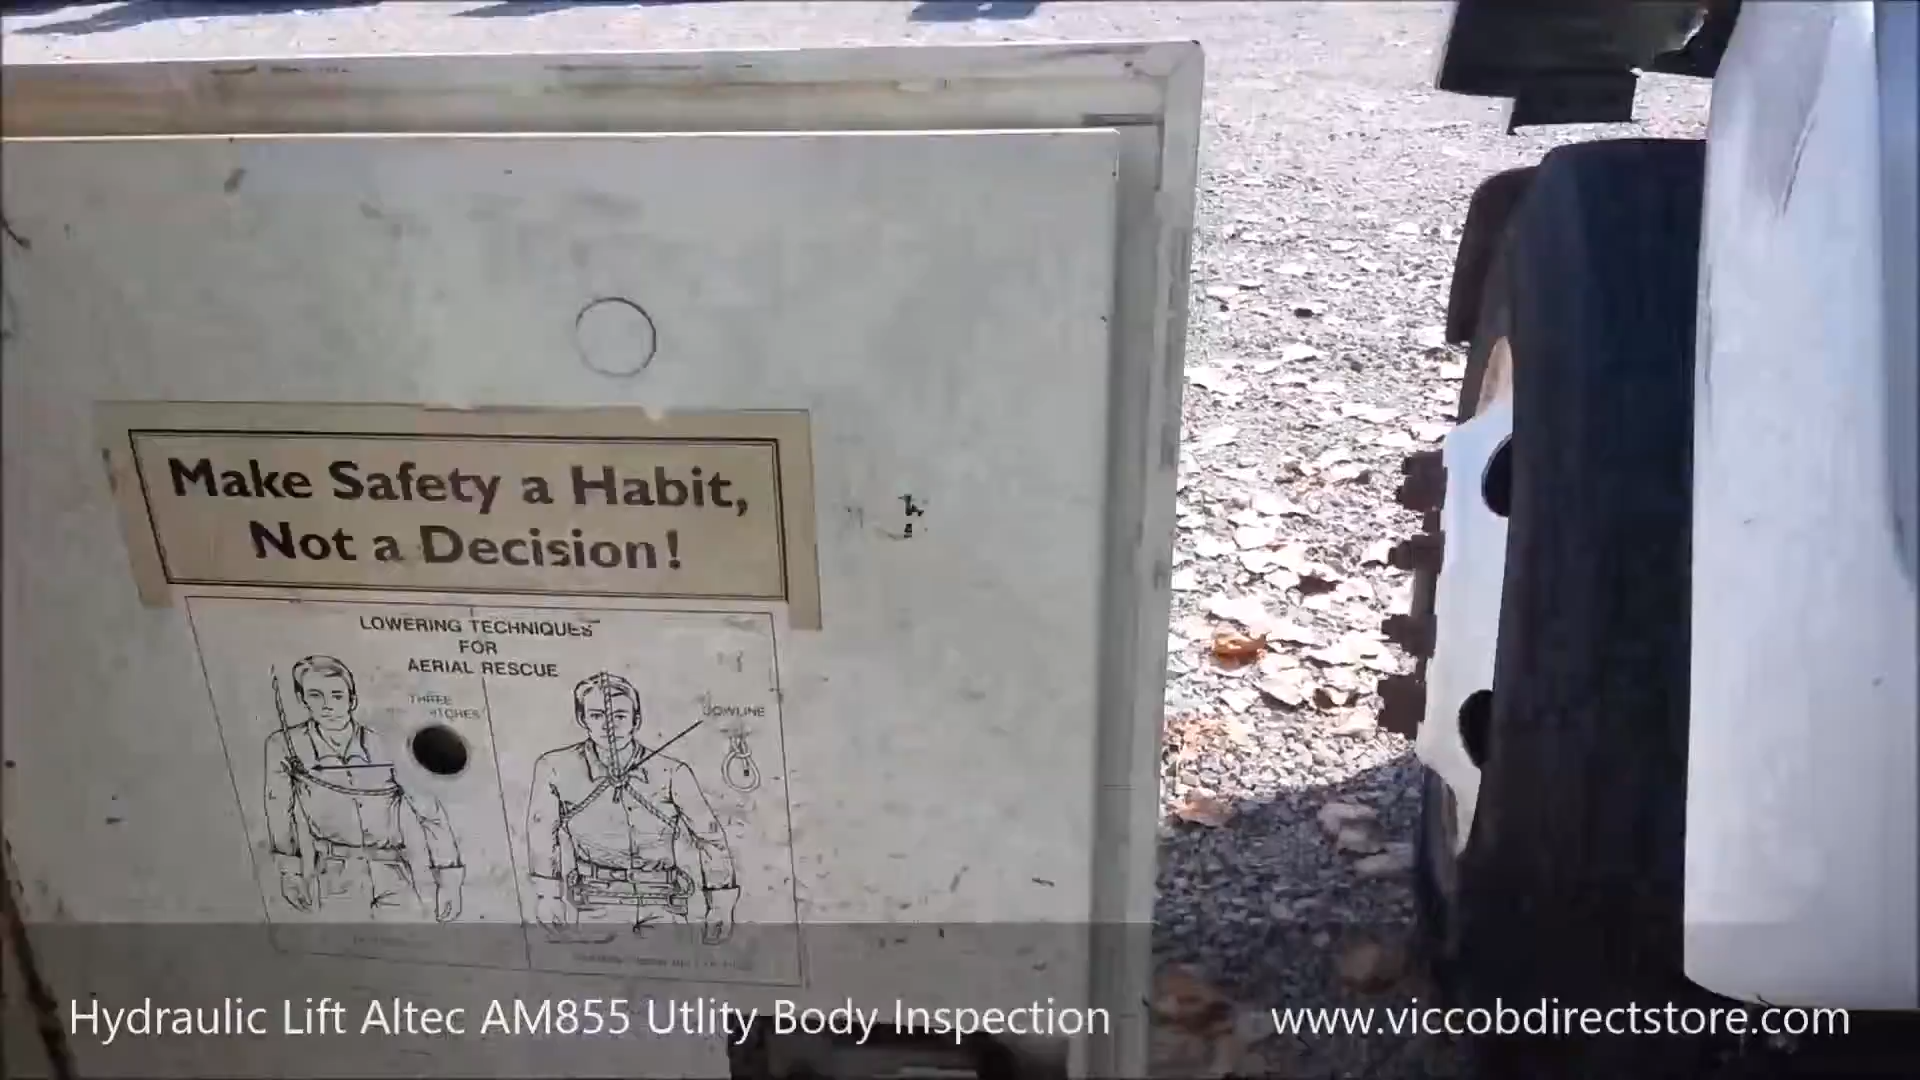 Make Safety a Habit,
Not a Decision!
LOWERING TECHNIQUES
FOR
AERIAL RESCUE
THREE
Hydraulic Lift Altec AM855 Utlity Body Inspection
www.viccobdirectstore.com